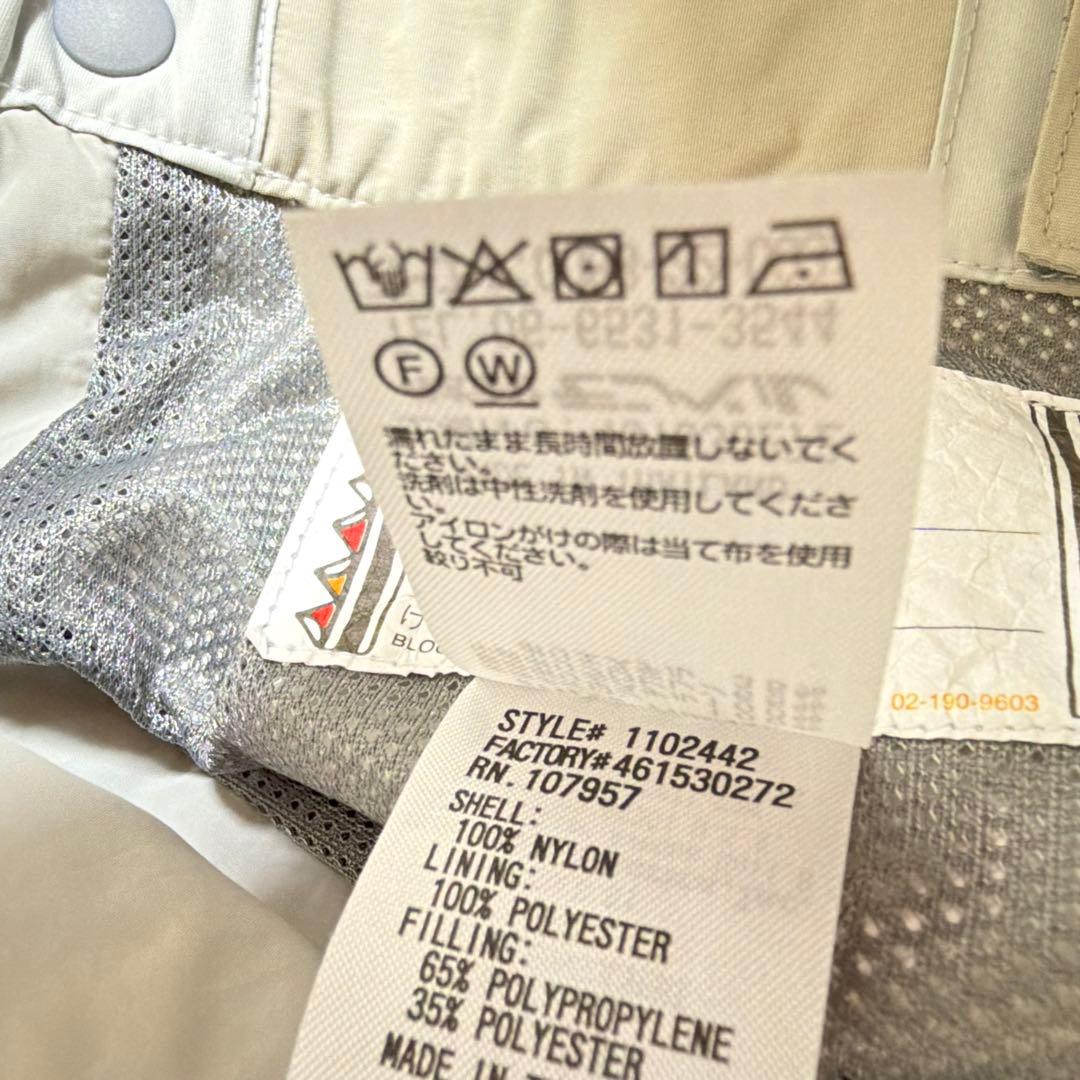 F W
濡れたまま長時間放置しないでく
ださい。
洗剤は中性洗剤を使用してくださ
い。
アイロンがけの際は当て布を使用
してください。
絞り不可
け
BLO
02-190-9603
STYLE# 1102442
FACTORY# 461530272
RN. 107957
SHELL:
100% NYLON
LINING:
100% POLYESTER
FILLING:
65% POLYPROPYLENE
35% POLYESTER
MADE IN